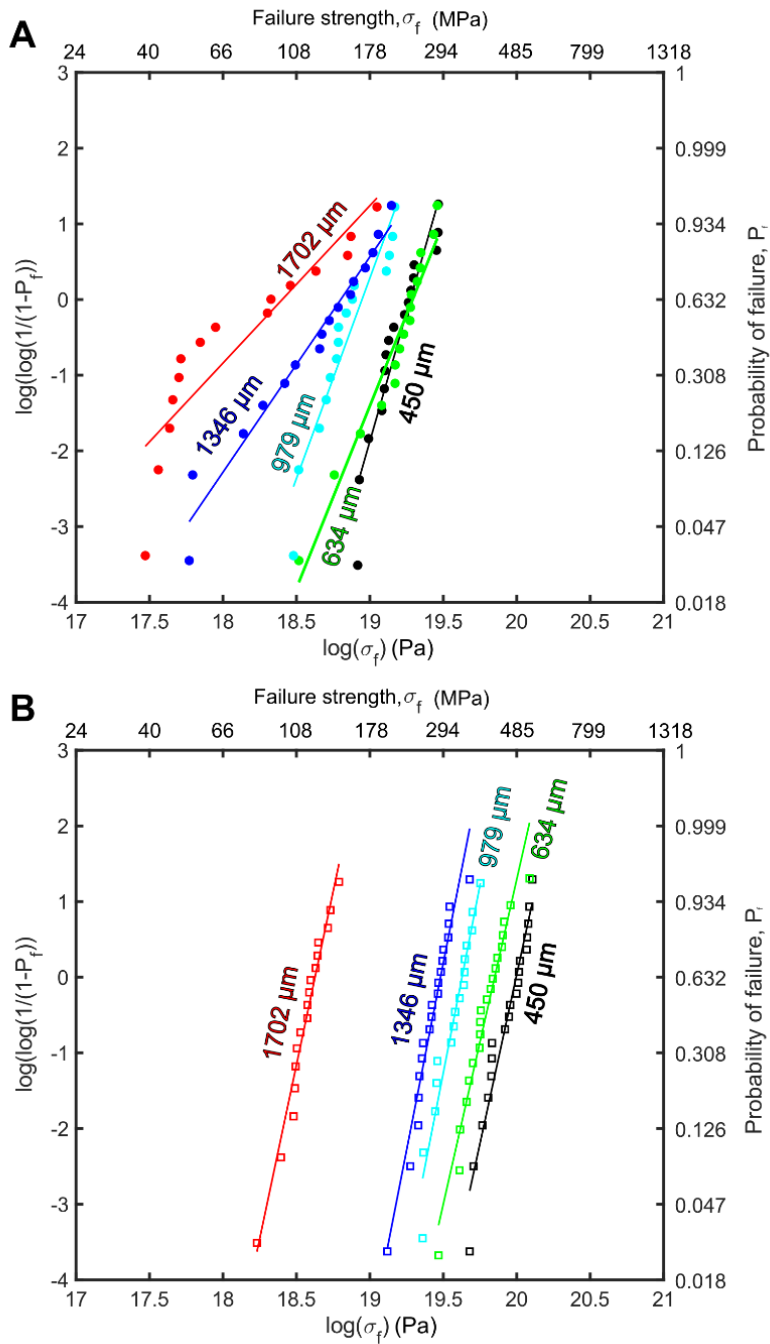 A
Failure strength, σf (MPa)
24 40 66 108 178 294 485 799 1318
3 1
2 0.999
1 0.934
0 0.632
-1 0.308
-2 0.126
-3 0.047
-4 0.018
log(log(1/(1-Pf))
Probability of failure, Pf
1702 µm
1346 µm
979 µm
634 µm
450 µm
17 17.5 18 18.5 19 19.5 20 20.5 21
log(σf) (Pa)
B
Failure strength, σf (MPa)
24 40 66 108 178 294 485 799 1318
3 1
2 0.999
1 0.934
0 0.632
-1 0.308
-2 0.126
-3 0.047
-4 0.018
log(log(1/(1-Pf))
Probability of failure, Pf
1702 µm
1346 µm
979 µm
634 µm
450 µm
17 17.5 18 18.5 19 19.5 20 20.5 21
log(σf) (Pa)